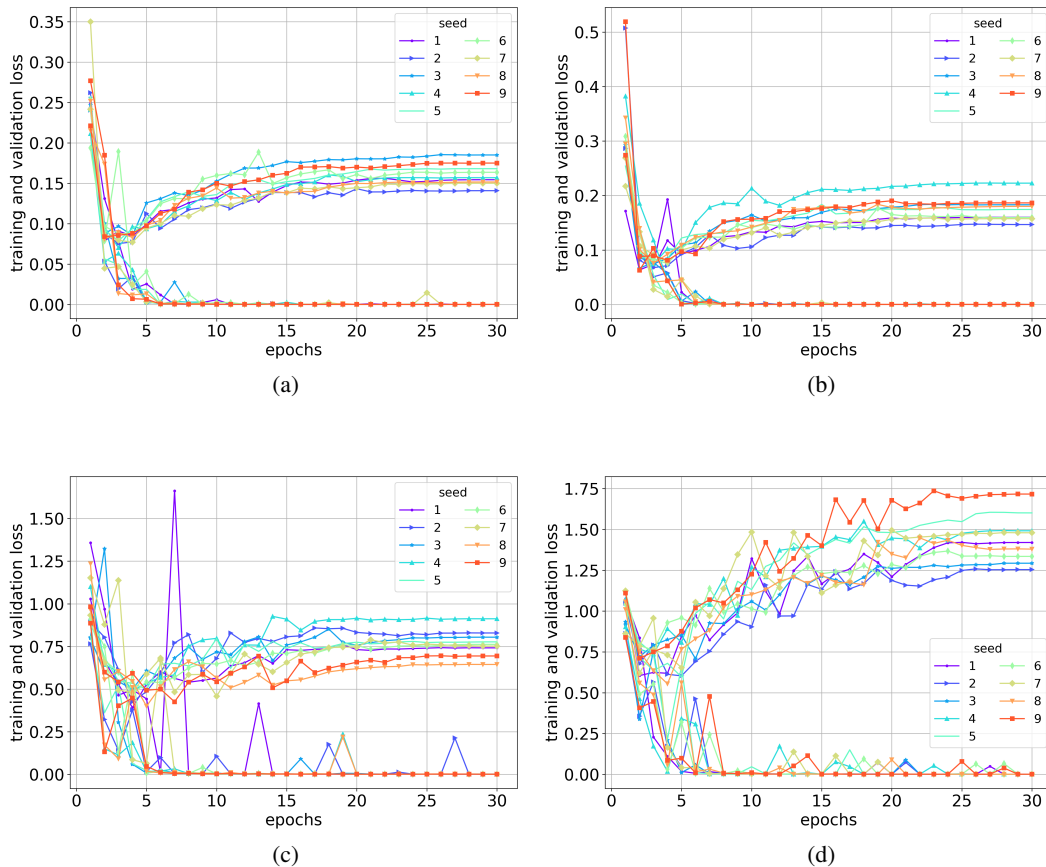 training and validation loss
0.35
0.30
0.25
0.20
0.15
0.10
0.05
0.00
seed
1 6
2 7
3 8
4 9
5
0 5 10 15 20 25 30
epochs
(a)
training and validation loss
0.5
0.4
0.3
0.2
0.1
0.0
seed
1 6
2 7
3 8
4 9
5
0 5 10 15 20 25 30
epochs
(b)
training and validation loss
1.50
1.25
1.00
0.75
0.50
0.25
0.00
seed
1 6
2 7
3 8
4 9
5
0 5 10 15 20 25 30
epochs
(c)
training and validation loss
1.75
1.50
1.25
1.00
0.75
0.50
0.25
0.00
seed
1 6
2 7
3 8
4 9
5
0 5 10 15 20 25 30
epochs
(d)